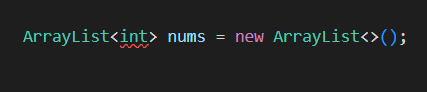 ArrayList<int> nums = new ArrayList<>();